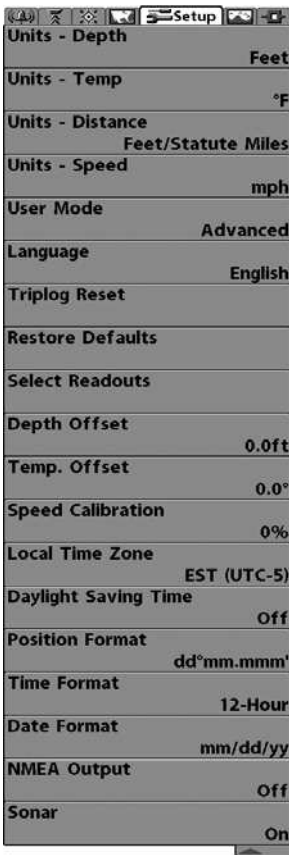 Setup
Units - Depth
Feet
Units - Temp
°F
Units - Distance
Feet/Statute Miles
Units - Speed
mph
User Mode
Advanced
Language
English
Triplog Reset
Restore Defaults
Select Readouts
Depth Offset
0.0ft
Temp. Offset
0.0°
Speed Calibration
0%
Local Time Zone
EST (UTC-5)
Daylight Saving Time
Off
Position Format
dd°mm.mmm'
Time Format
12-Hour
Date Format
mm/dd/yy
NMEA Output
Off
Sonar
On